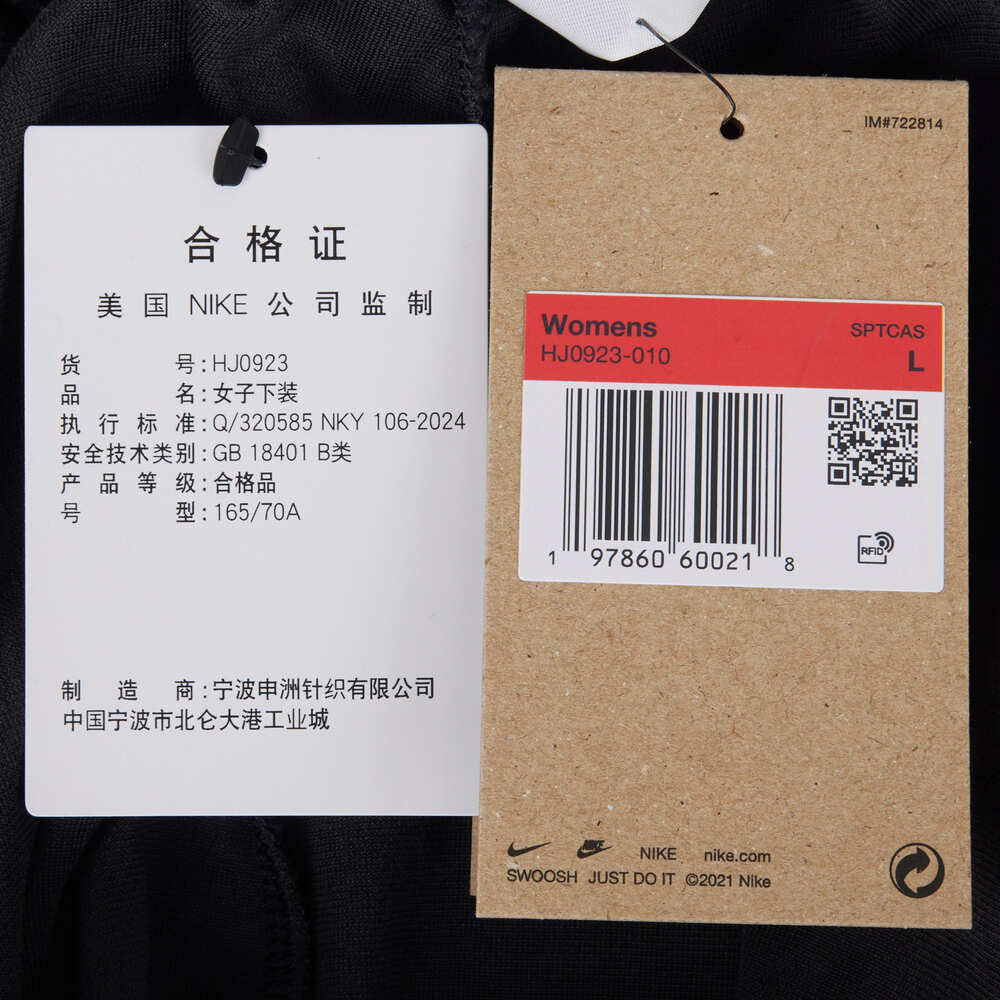 合格证
美国NIKE公司监制
货号:HJ0923
品名:女子下装
执行标准:Q/320585 NKY 106-2024
安全技术类别:GB 18401 B类
产品等级:合格品
号型:165/70A
制造商:宁波申洲针织有限公司
中国宁波市北仑大港工业城
IM#722814
Womens SPTCAS
HJ0923-010 L
1 97860 60021 8
RFID
NIKE NIKE nike.com
SWOOSH JUST DO IT ©2021 Nike